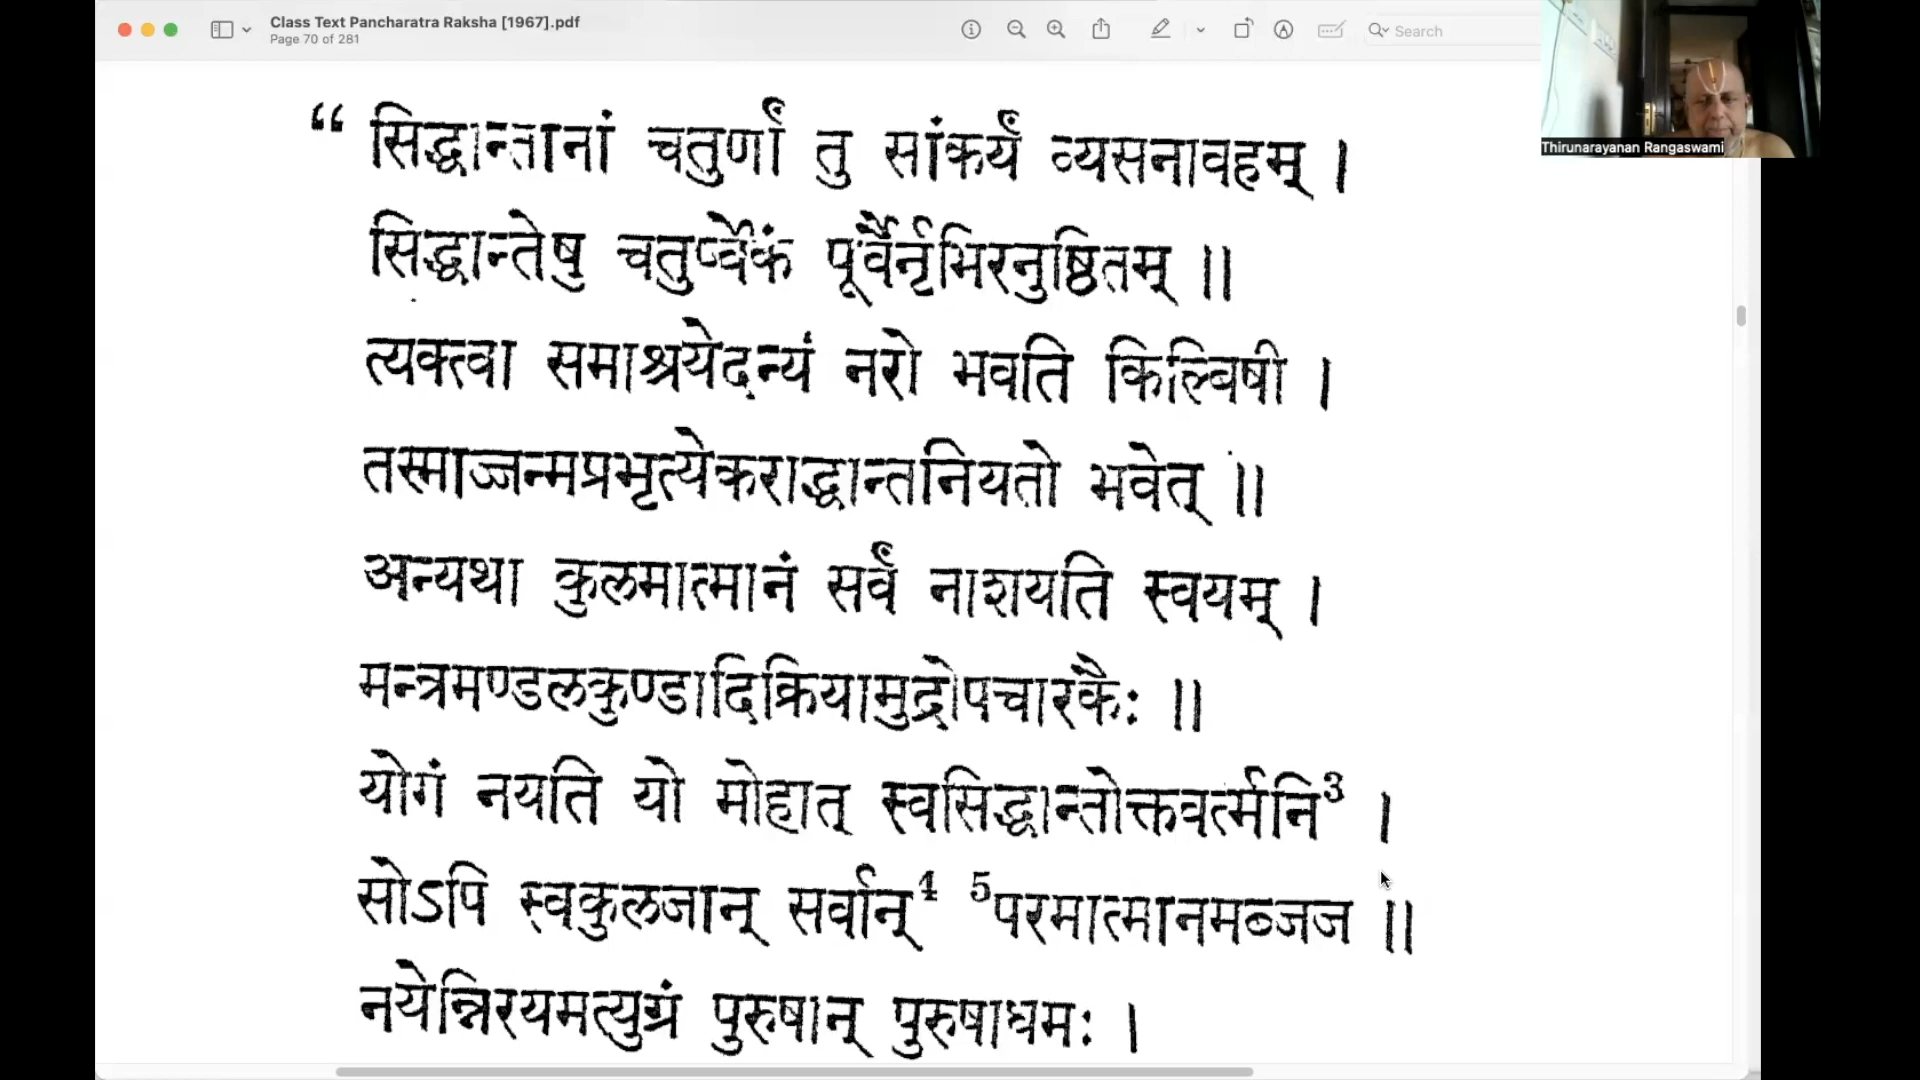 Class Text Pancharatra Raksha [1967].pdf
Page 70 of 281
Search
Thirunarayanan Rangaswami
“ सिद्धान्तानां चतुर्णां तु सांकर्यं व्यसनावहम् ।
सिद्धान्तेषु चतुर्ष्वेकं पूर्वैर्नृभिरनुष्ठितम् ॥
त्यक्त्वा समाश्रयेदन्यं नरो भवति किल्बिषी ।
तस्माज्जन्मप्रभृत्येकराद्धान्तनियतो भवेत् ॥
अन्यथा कुलमात्मानं सर्वं नाशयति स्वयम् ।
मन्त्रमण्डलकुण्डादिक्रियामुद्रोपचारकैः ॥
योगं नयति यो मोहात् स्वसिद्धान्तोक्तवर्त्मनि3 ।
सोऽपि स्वकुलजान् सर्वान्4 5परमात्मानमब्जज ॥
नयेन्निरयमत्युग्रं पुरुषान् पुरुषाधमः ।